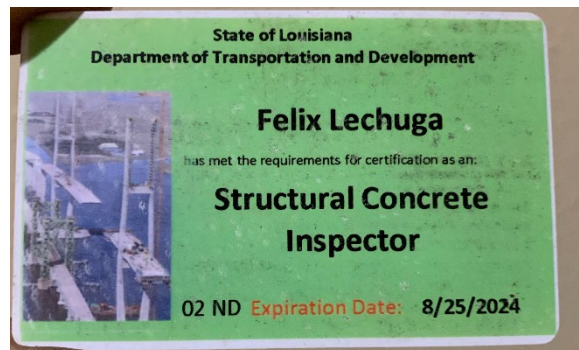 State of Louisiana
Department of Transportation and Development
Felix Lechuga
has met the requirements for certification as an:
Structural Concrete
Inspector
02 ND Expiration Date: 8/25/2024